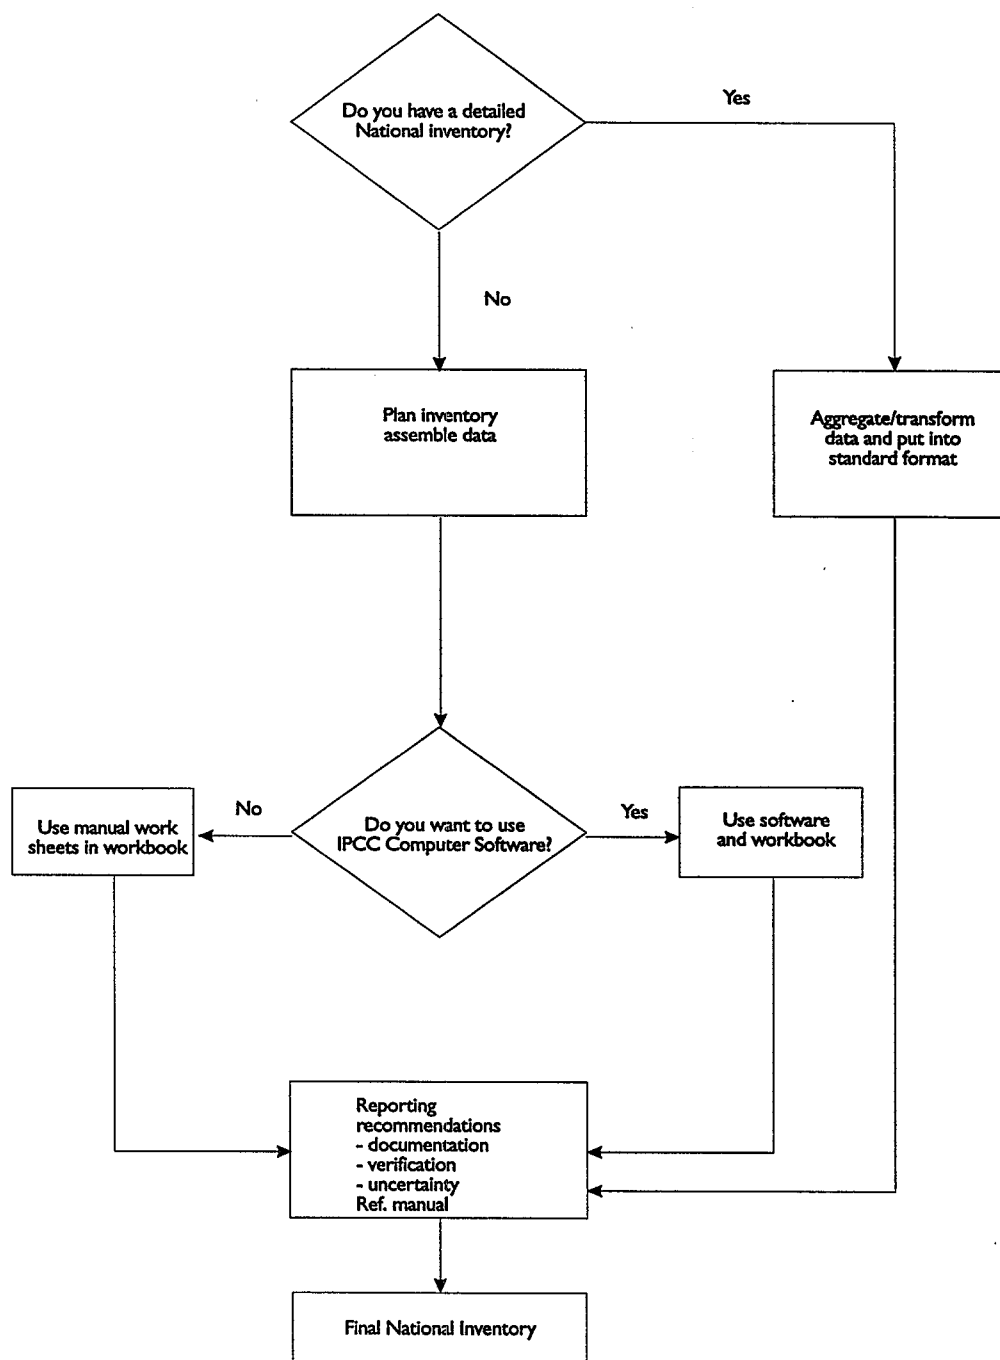 Do you have a detailed
National inventory?
Yes
No
Plan inventory
assemble data
Aggregate/transform
data and put into
standard format
No
Yes
Use manual work
sheets in workbook
Do you want to use
IPCC Computer Software?
Use software
and workbook
Reporting
recommendations
- documentation
- verification
- uncertainty
Ref. manual
Final National Inventory